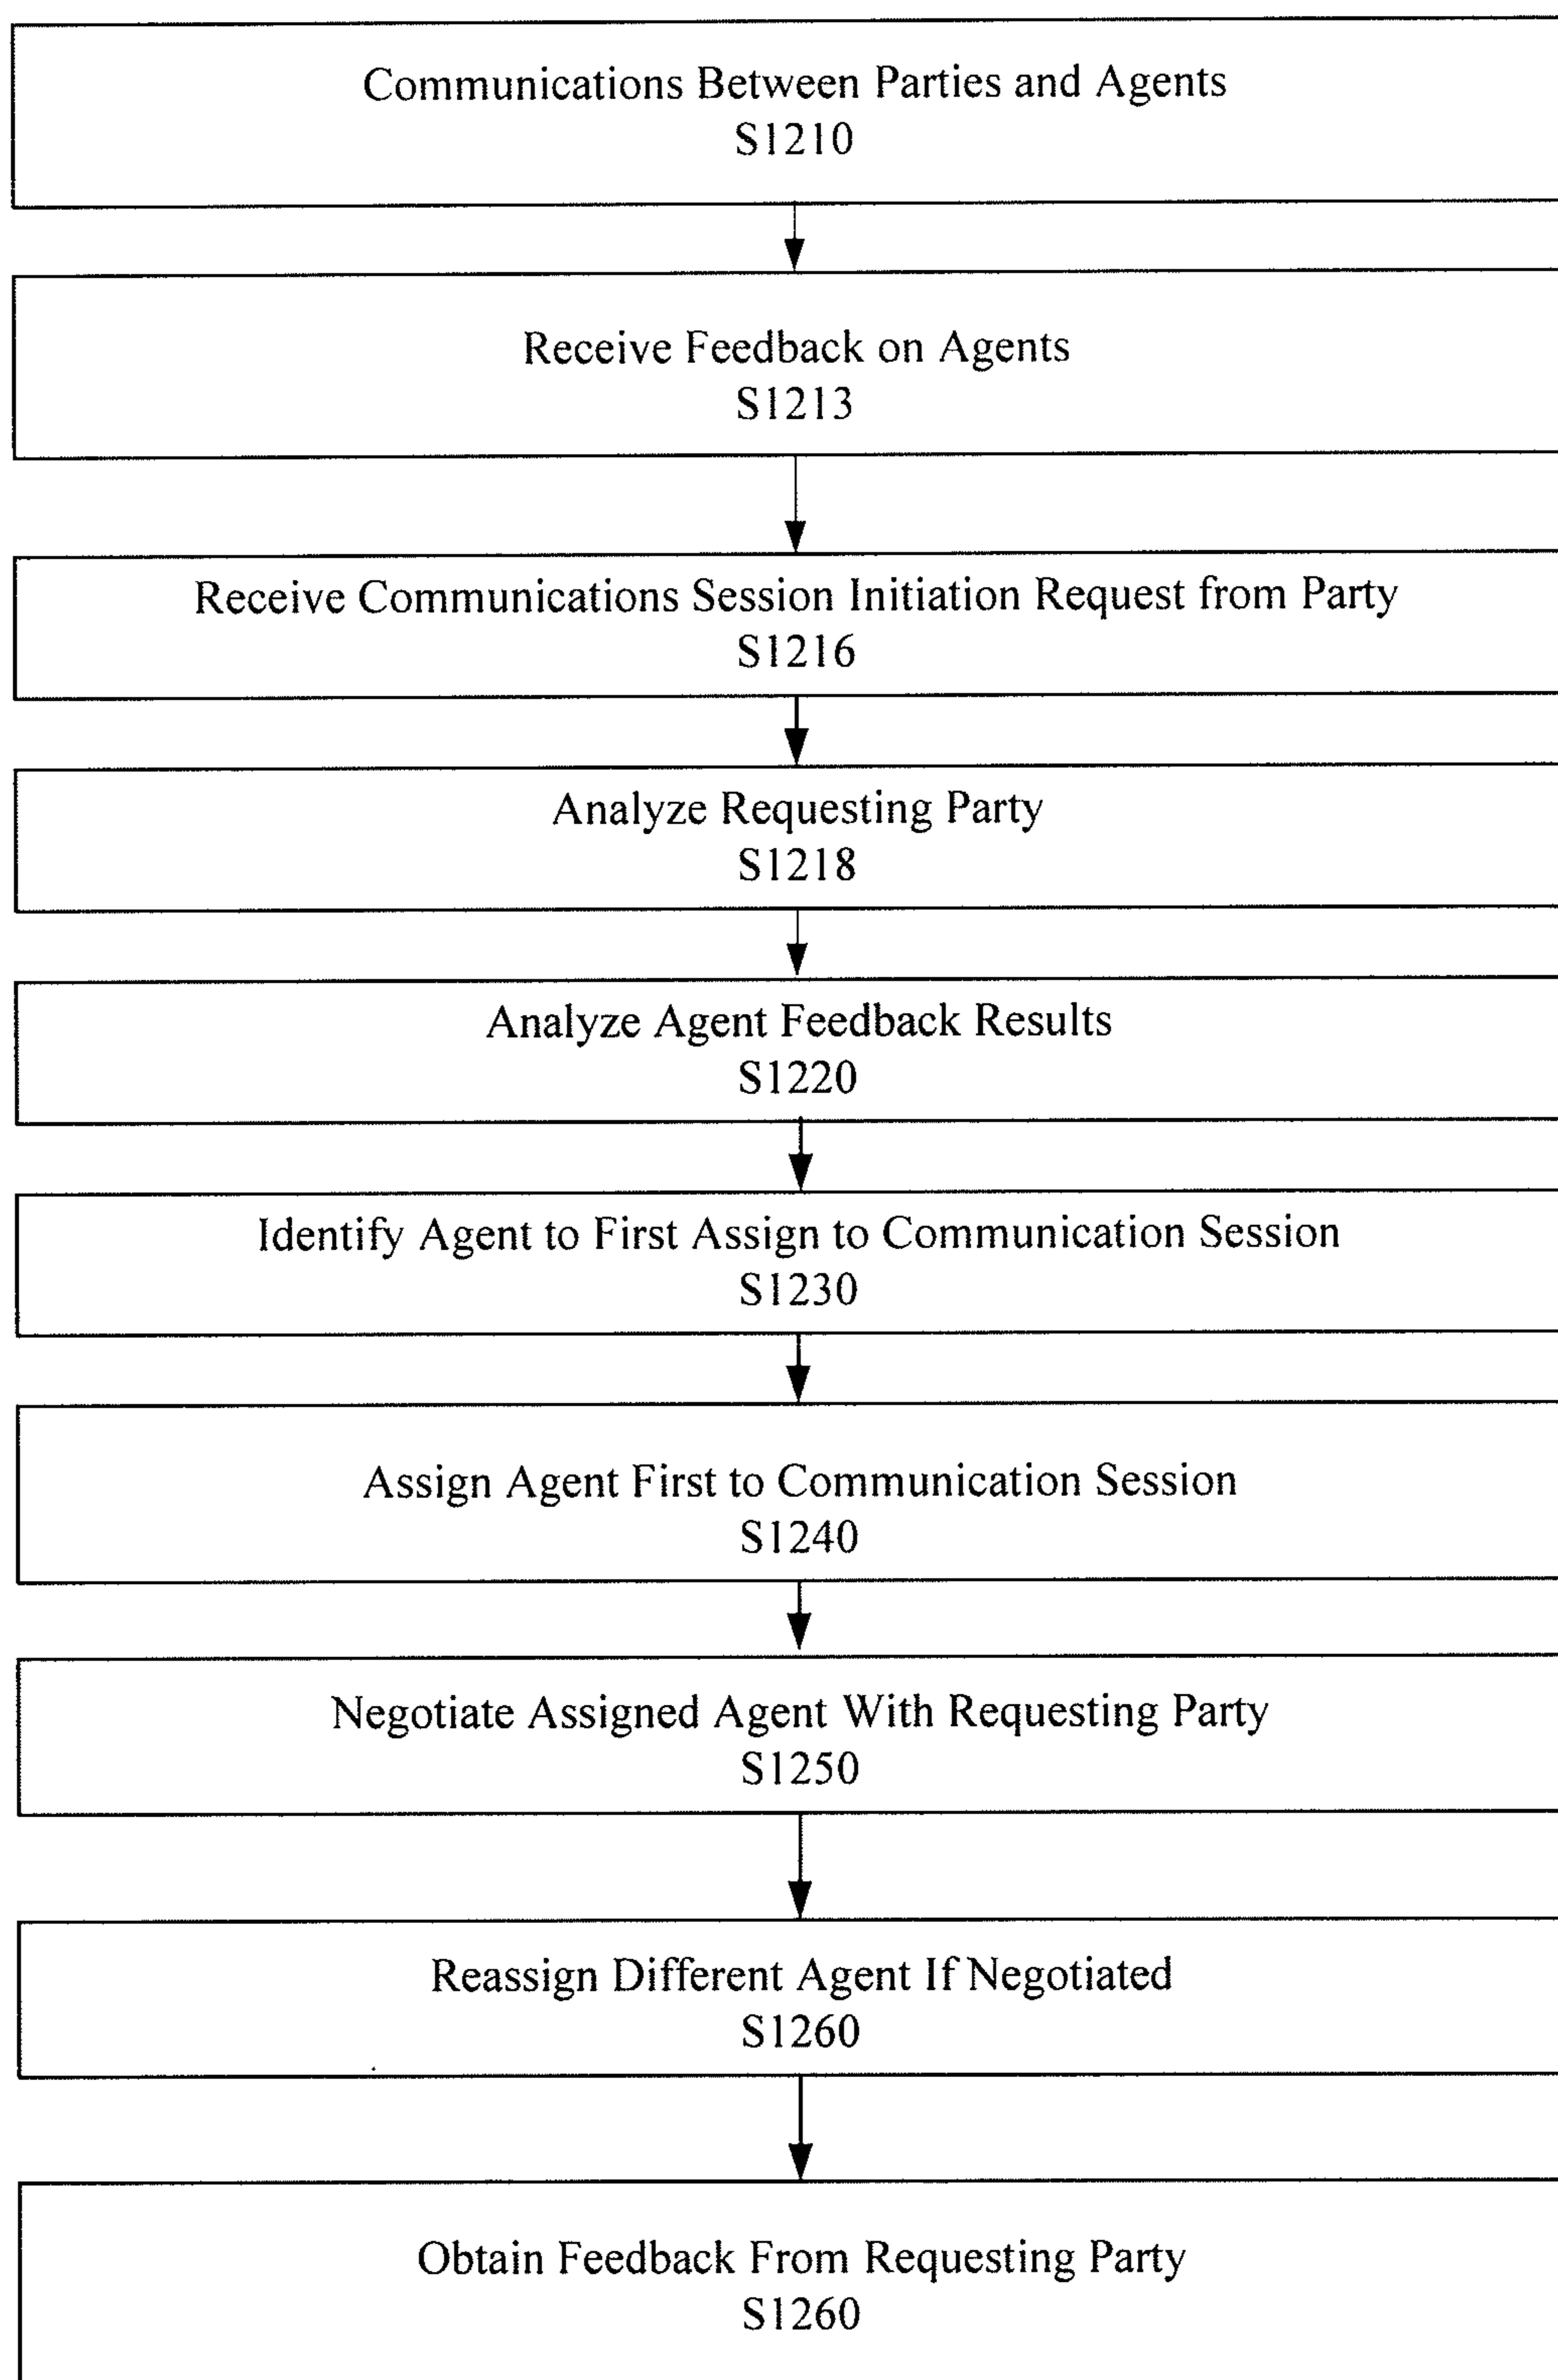 Communications Between Parties and Agents
S1210
Receive Feedback on Agents
S1213
Receive Communications Session Initiation Request from Party
S1216
Analyze Requesting Party
S1218
Analyze Agent Feedback Results
S1220
Identify Agent to First Assign to Communication Session
S1230
Assign Agent First to Communication Session
S1240
Negotiate Assigned Agent With Requesting Party
S1250
Reassign Different Agent If Negotiated
S1260
Obtain Feedback From Requesting Party
S1260